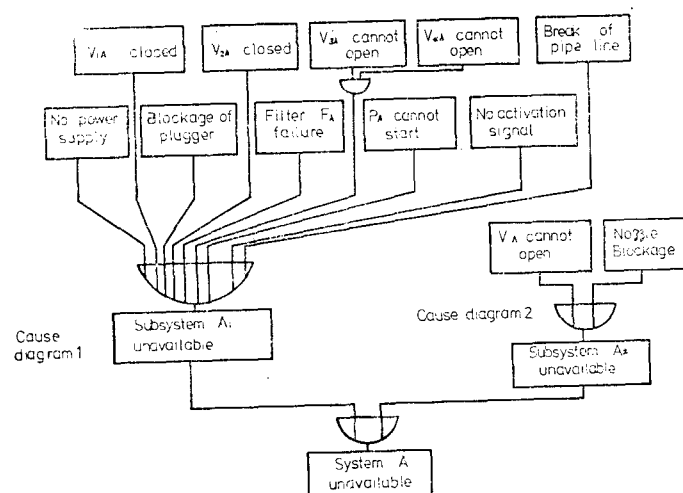 V1A closed
V2A closed
V3A cannot
open
V4A cannot
open
Break of
pipe line
No power
supply
Blockage of
plugger
Filter FA
failure
PA cannot
start
No activation
signal
V A cannot
open
Nozzle
Blockage
Cause
diagram 1
Subsystem A1
unavailable
Cause diagram 2
Subsystem A2
unavailable
System A
unavailable